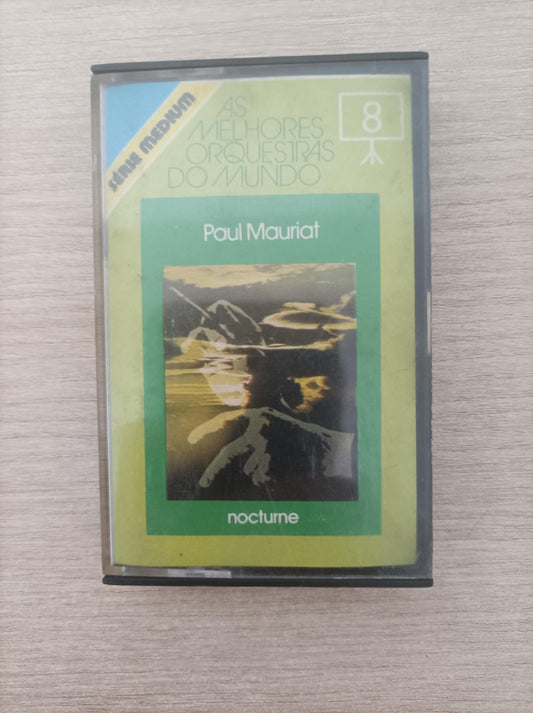 SÉRIE MEDIUM
AS
MELHORES
ORQUESTRAS
DO MUNDO
8
Paul Mauriat
nocturne